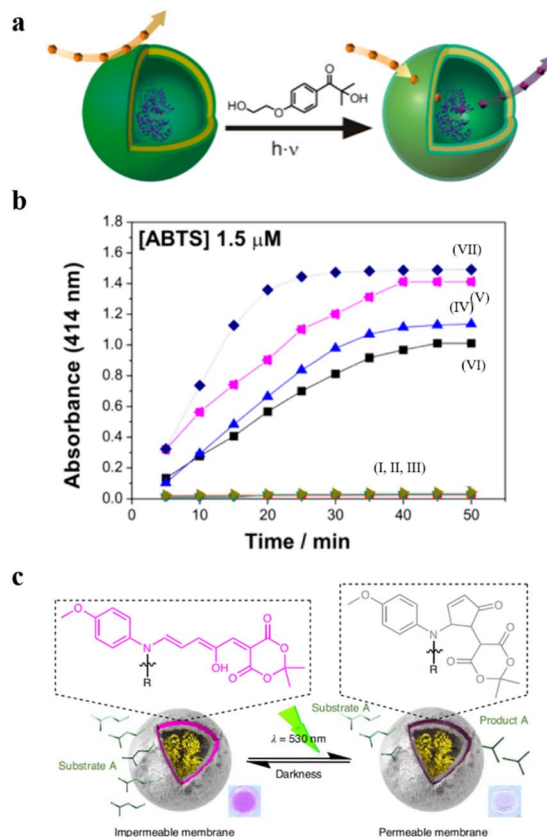 a
O
HO
O
OH
h·ν
b
[ABTS] 1.5 μM
Absorbance (414 nm)
1.8
1.6
1.4
1.2
1.0
0.8
0.6
0.4
0.2
0.0
(VII)
(V)
(IV)
(VI)
(I, II, III)
10
20
30
40
50
Time / min
c
O
N
R
OH
O
O
O
O
O
N
R
O
O
O
O
O
Substrate A
λ = 530 nm
Darkness
Substrate A
Product A
Impermeable membrane
Permeable membrane